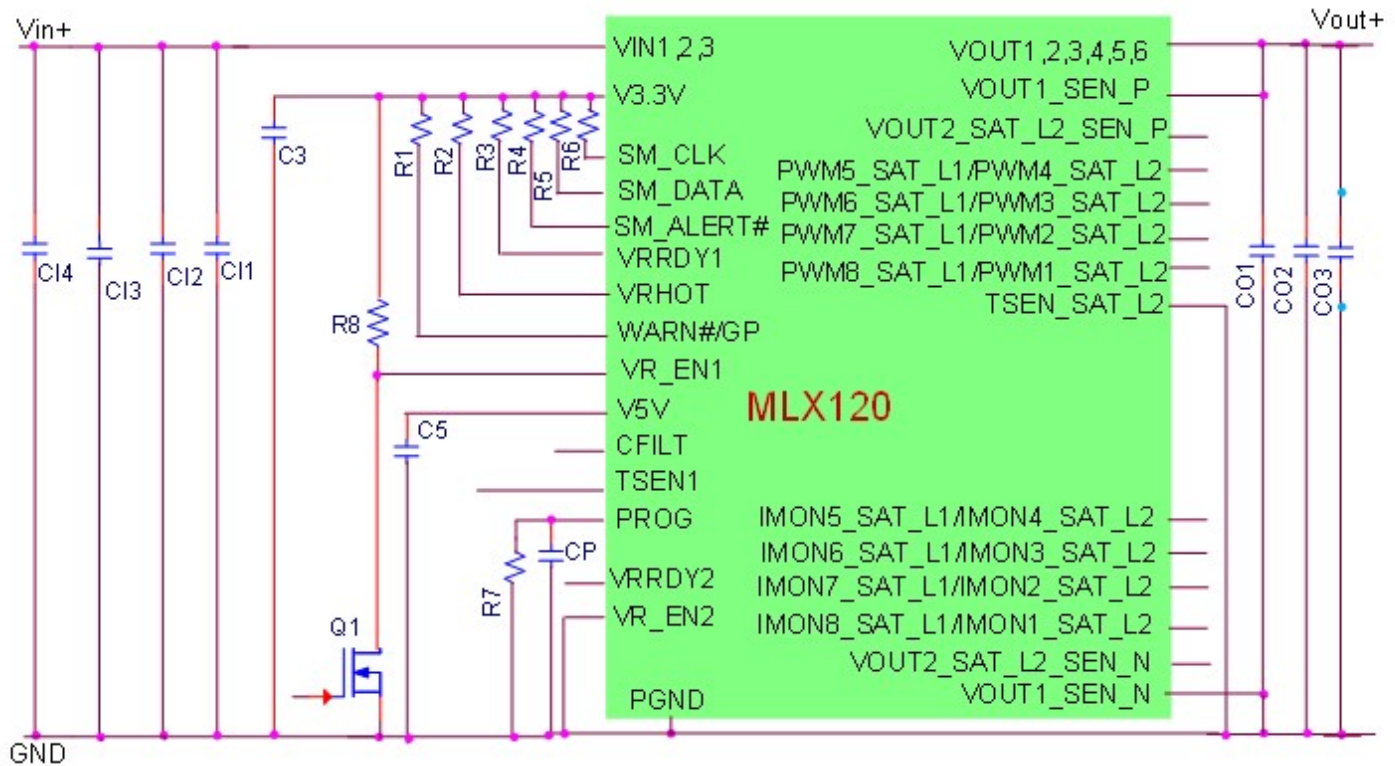 Vin+
Vout+
VIN1,2,3
VOUT1,2,3,4,5,6
V3.3V
VOUT1_SEN_P
VOUT2_SAT_L2_SEN_P
C3
R1
R2
R3
R4
R5
R6
SM_CLK
PWM5_SAT_L1/PWM4_SAT_L2
SM_DATA
PWM6_SAT_L1/PWM3_SAT_L2
SM_ALERT#
PWM7_SAT_L1/PWM2_SAT_L2
VRRDY1
PWM8_SAT_L1/PWM1_SAT_L2
CI4
CI3
CI2
CI1
CO1
CO2
CO3
VRHOT
TSEN_SAT_L2
R8
WARN#/GP
VR_EN1
MLX120
V5V
C5
CFILT
TSEN1
PROG
IMON5_SAT_L1/IMON4_SAT_L2
CP
IMON6_SAT_L1/IMON3_SAT_L2
R7
VRRDY2
IMON7_SAT_L1/IMON2_SAT_L2
VR_EN2
IMON8_SAT_L1/IMON1_SAT_L2
Q1
VOUT2_SAT_L2_SEN_N
PGND
VOUT1_SEN_N
GND